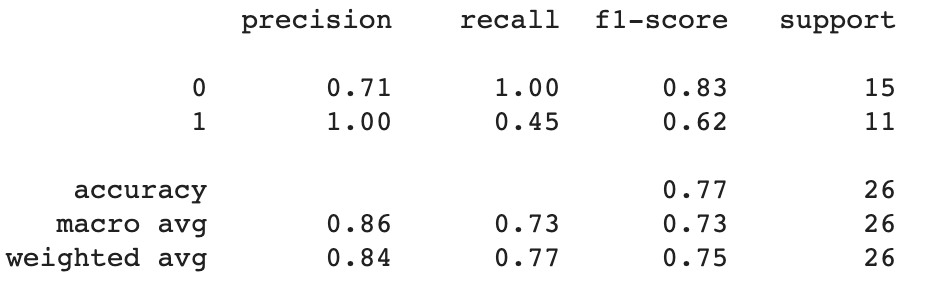 precision recall f1-score support
0 0.71 1.00 0.83 15
1 1.00 0.45 0.62 11
accuracy 0.77 26
macro avg 0.86 0.73 0.73 26
weighted avg 0.84 0.77 0.75 26